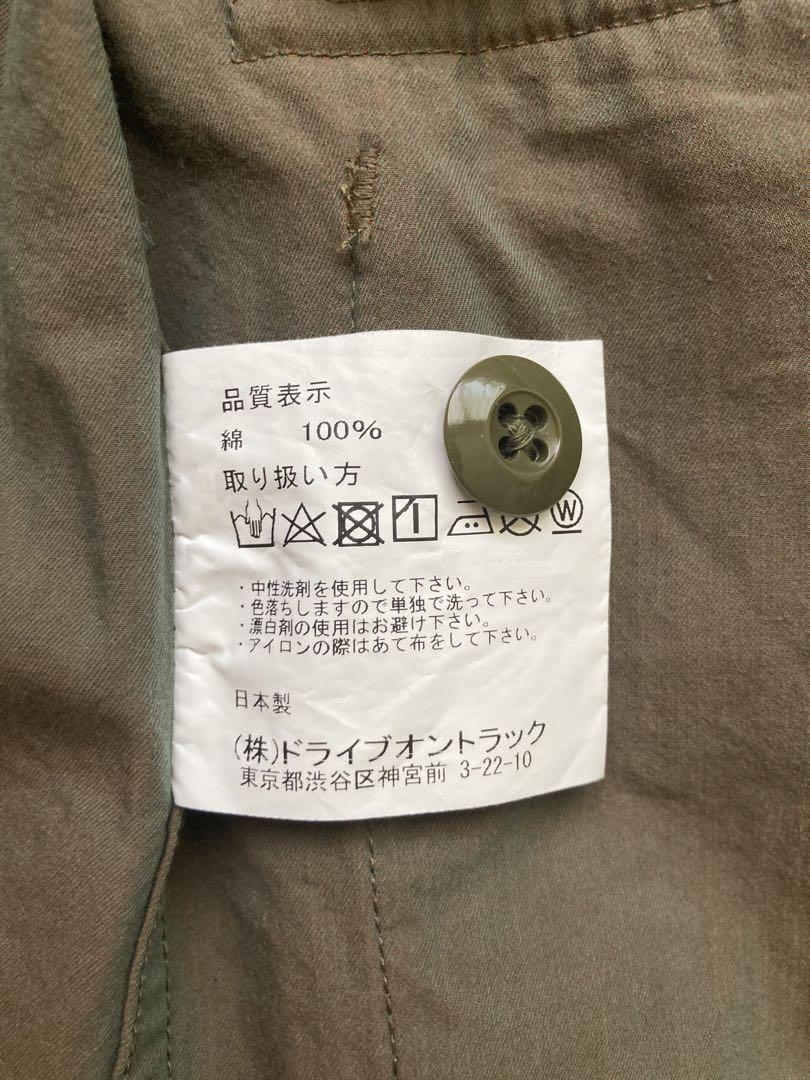 品質表示
綿 100%
取り扱い方
W
・中性洗剤を使用して下さい。
・色落ちしますので単独で洗って下さい。
・漂白剤の使用はお避け下さい。
・アイロンの際はあて布をして下さい。
日本製
(株)ドライブオントラック
東京都渋谷区神宮前 3-22-10